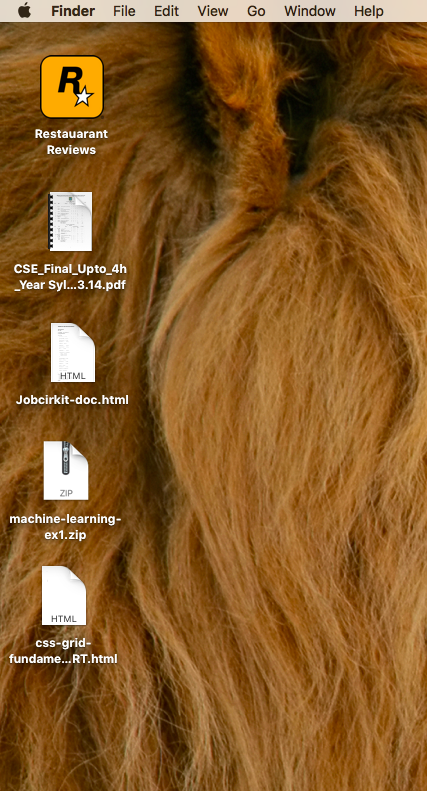 Finder File Edit View Go Window Help
R
Restauarant
Reviews
CSE_Final_Upto_4h
_Year Syl...3.14.pdf
HTML
Jobcirkit-doc.html
ZIP
machine-learning-
ex1.zip
HTML
css-grid-
fundame...RT.html